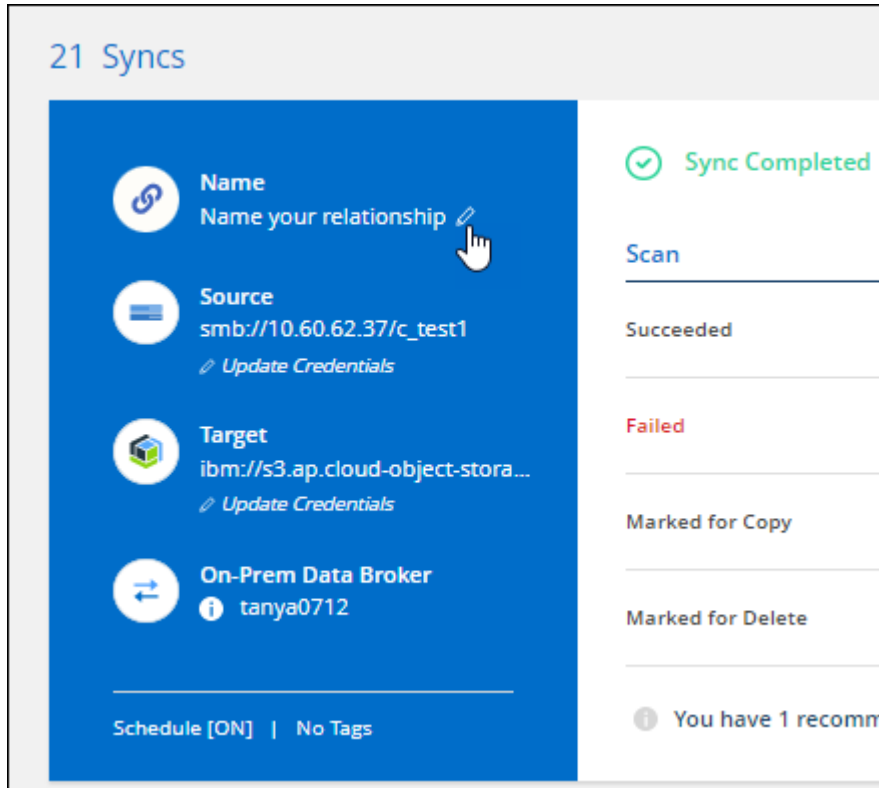 21 Syncs
Name
Name your relationship
Source
smb://10.60.62.37/c_test1
Update Credentials
Target
ibm://s3.ap.cloud-object-stora...
Update Credentials
On-Prem Data Broker
tanya0712
Schedule [ON] | No Tags
Sync Completed
Scan
Succeeded
Failed
Marked for Copy
Marked for Delete
You have 1